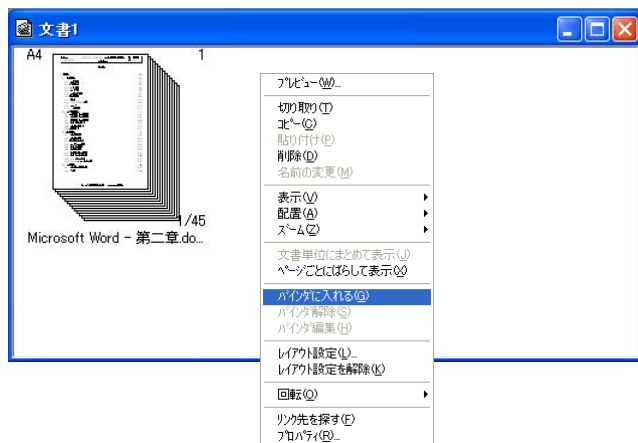 文書1
A4 1
1/45
Microsoft Word - 第二章.do...
プレビュー(W)...
切り取り(T)
コピー(C)
貼り付け(P)
削除(D)
名前の変更(M)
表示(V)
配置(A)
ズーム(Z)
文書単位にまとめて表示(J)
ページごとにばらして表示(X)
バインダに入れる(G)
バインダ解除(S)
バインダ編集(H)
レイアウト設定(L)...
レイアウト設定を解除(K)
回転(O)
リンク先を探す(F)
プロパティ(R)...